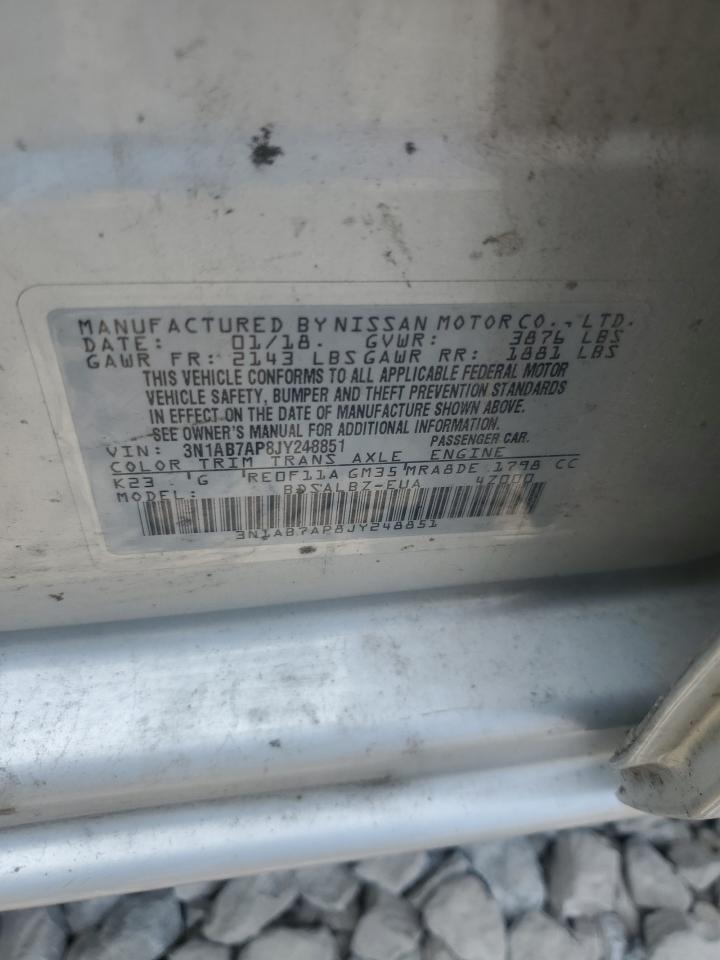 MANUFACTURED BY NISSAN MOTOR CO., LTD.
DATE: 01/18. GVWR: 3876 LBS
GAWR FR: 2143 LBS GAWR RR: 1881 LBS
THIS VEHICLE CONFORMS TO ALL APPLICABLE FEDERAL MOTOR
VEHICLE SAFETY, BUMPER AND THEFT PREVENTION STANDARDS
IN EFFECT ON THE DATE OF MANUFACTURE SHOWN ABOVE.
SEE OWNER'S MANUAL FOR ADDITIONAL INFORMATION.
VIN: 3N1AB7AP8JY248851 PASSENGER CAR.
COLOR TRIM TRANS AXLE ENGINE
K23 G RE0F11A GM35 MRA8DE 1798 CC
MODEL: BDSALBZ-EUA 47000
3N1AB7AP8JY248851